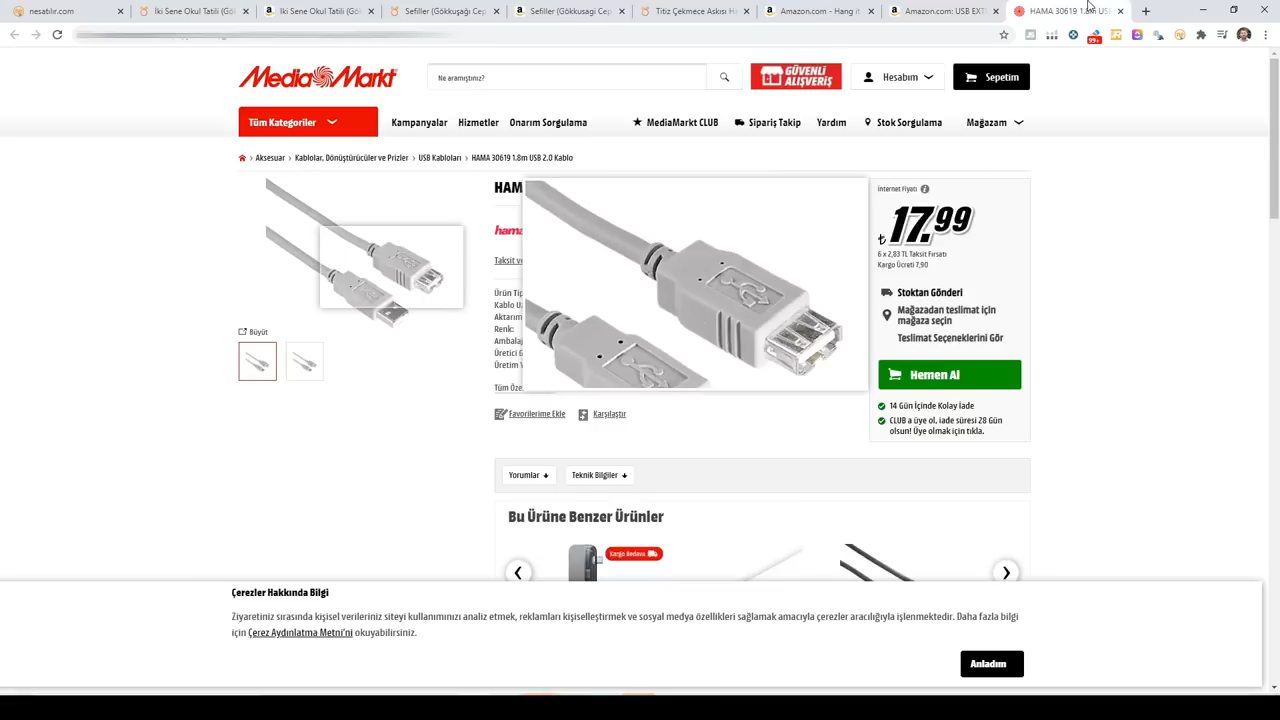 nesatılır.com
İki Sene Okul Tatili (Göl
İki Sene Okul Tatili (Göl
Sefiller (Gökkuşağı Cep
Sefiller (Gökkuşağı Cep
Titiz Çekmece Askısı Ha
Amazon.com - Hang it
Amazon.com: USB EXT
HAMA 30619 1.8m US
99+
Media Markt
Ne aramıştınız?
GÜVENLİ
ALIŞVERİŞ
Hesabım
Sepetim
Tüm Kategoriler
Kampanyalar
Hizmetler
Onarım Sorgulama
MediaMarkt CLUB
Sipariş Takip
Yardım
Stok Sorgulama
Mağazam
Aksesuar › Kablolar, Dönüştürücüler ve Prizler › USB Kabloları › HAMA 30619 1.8m USB 2.0 Kablo
HAM
hama
Taksit ve
Ürün Tip
Kablo U
Aktarım
Renk:
Ambalaj
Üretici G
Üretim Y
Tüm Öze
Büyüt
Favorilerime Ekle
Karşılaştır
İnternet Fiyatı
₺ 17.99
6 x 2,83 TL Taksit Fırsatı
Kargo Ücreti 7,90
Stoktan Gönderi
Mağazadan teslimat için
mağaza seçin
Teslimat Seçeneklerini Gör
Hemen Al
14 Gün İçinde Kolay İade
CLUB a üye ol, iade süresi 28 Gün
olsun! Üye olmak için tıkla.
Yorumlar
Teknik Bilgiler
Bu Ürüne Benzer Ürünler
Kargo Bedava
Çerezler Hakkında Bilgi
Ziyaretiniz sırasında kişisel verileriniz siteyi kullanımınızı analiz etmek, reklamları kişiselleştirmek ve sosyal medya özellikleri sağlamak amacıyla çerezler aracılığıyla işlenmektedir. Daha fazla bilgi
için Çerez Aydınlatma Metni'ni okuyabilirsiniz.
Anladım